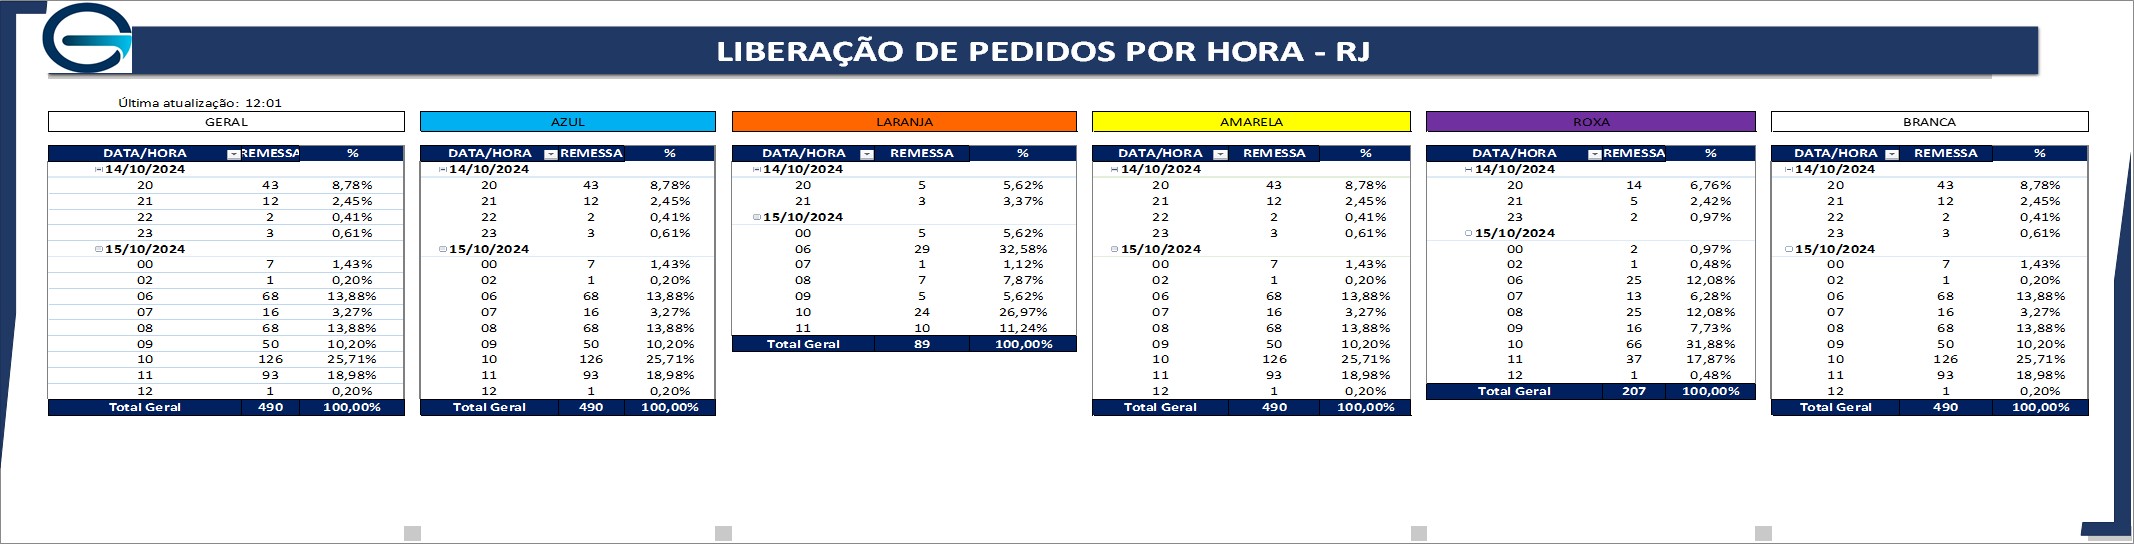 LIBERAÇÃO DE PEDIDOS POR HORA - RJ
Última atualização: 12:01
GERAL
DATA/HORA REMESSA %
14/10/2024
20 43 8,78%
21 12 2,45%
22 2 0,41%
23 3 0,61%
15/10/2024
00 7 1,43%
02 1 0,20%
06 68 13,88%
07 16 3,27%
08 68 13,88%
09 50 10,20%
10 126 25,71%
11 93 18,98%
12 1 0,20%
Total Geral 490 100,00%
AZUL
DATA/HORA REMESSA %
14/10/2024
20 43 8,78%
21 12 2,45%
22 2 0,41%
23 3 0,61%
15/10/2024
00 7 1,43%
02 1 0,20%
06 68 13,88%
07 16 3,27%
08 68 13,88%
09 50 10,20%
10 126 25,71%
11 93 18,98%
12 1 0,20%
Total Geral 490 100,00%
LARANJA
DATA/HORA REMESSA %
14/10/2024
20 5 5,62%
21 3 3,37%
15/10/2024
00 5 5,62%
06 29 32,58%
07 1 1,12%
08 7 7,87%
09 5 5,62%
10 24 26,97%
11 10 11,24%
Total Geral 89 100,00%
AMARELA
DATA/HORA REMESSA %
14/10/2024
20 43 8,78%
21 12 2,45%
22 2 0,41%
23 3 0,61%
15/10/2024
00 7 1,43%
02 1 0,20%
06 68 13,88%
07 16 3,27%
08 68 13,88%
09 50 10,20%
10 126 25,71%
11 93 18,98%
12 1 0,20%
Total Geral 490 100,00%
ROXA
DATA/HORA REMESSA %
14/10/2024
20 14 6,76%
21 5 2,42%
23 2 0,97%
15/10/2024
00 2 0,97%
02 1 0,48%
06 25 12,08%
07 13 6,28%
08 25 12,08%
09 16 7,73%
10 66 31,88%
11 37 17,87%
12 1 0,48%
Total Geral 207 100,00%
BRANCA
DATA/HORA REMESSA %
14/10/2024
20 43 8,78%
21 12 2,45%
22 2 0,41%
23 3 0,61%
15/10/2024
00 7 1,43%
02 1 0,20%
06 68 13,88%
07 16 3,27%
08 68 13,88%
09 50 10,20%
10 126 25,71%
11 93 18,98%
12 1 0,20%
Total Geral 490 100,00%